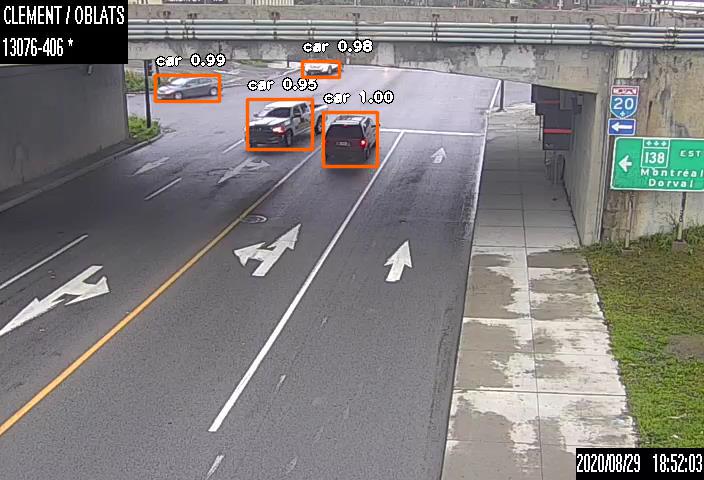 CLEMENT / OBLATS
13076-406 *
car 0.99
car 0.98
car 0.95
car 1.00
20
138
EST
Montréal
Dorval
2020/08/29 18:52:03